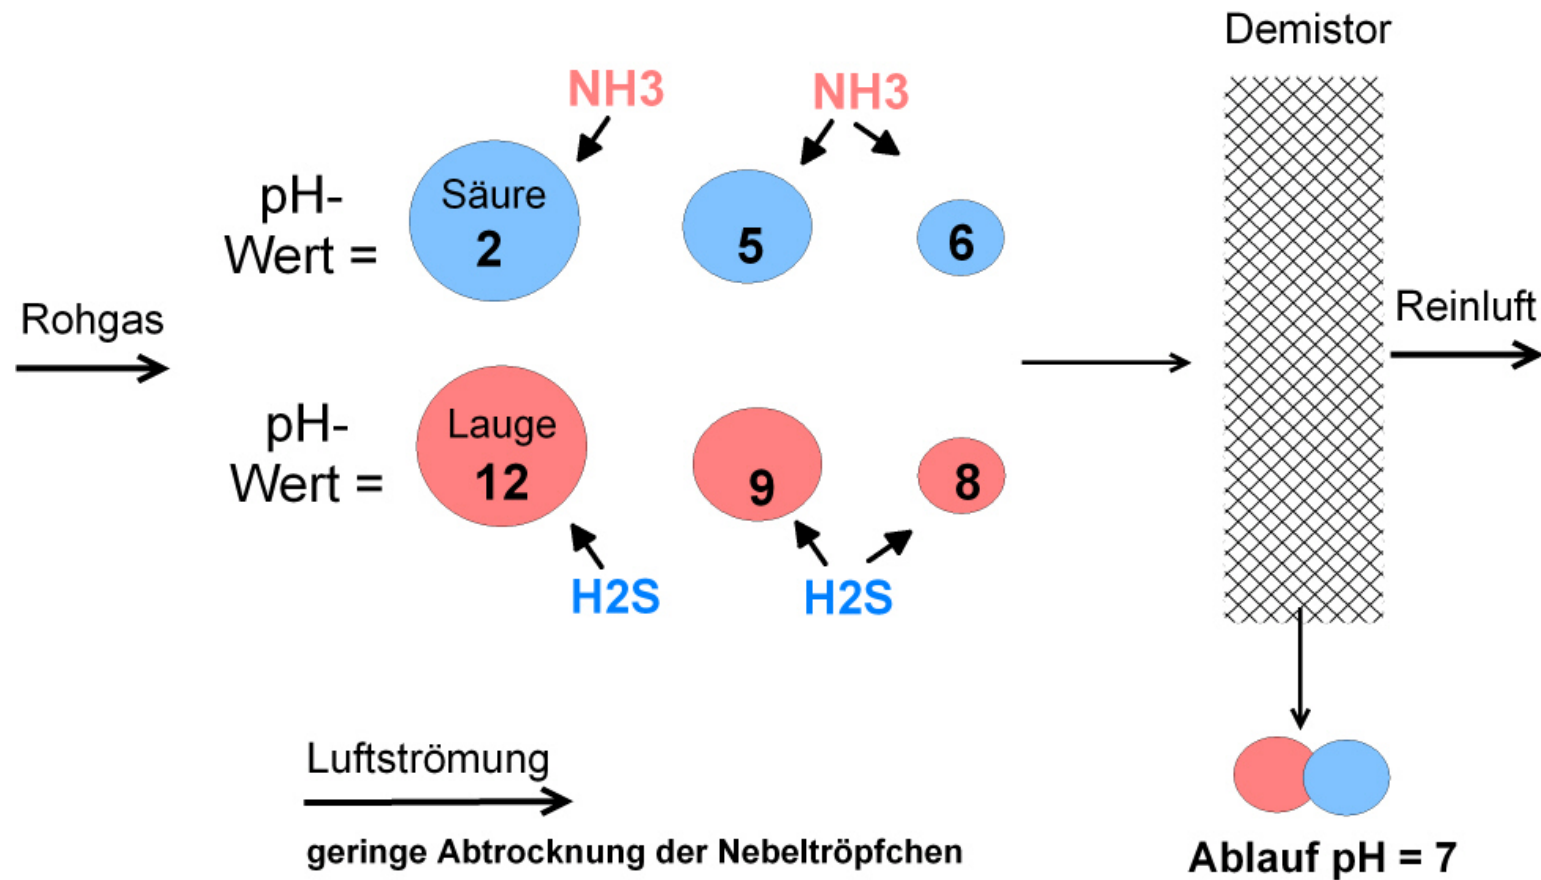 Demistor
NH3 NH3
pH-
Wert =
Säure
2
5
6
Rohgas
Reinluft
pH-
Wert =
Lauge
12
9
8
H2S H2S
Luftströmung
geringe Abtrocknung der Nebeltröpfchen
Ablauf pH = 7